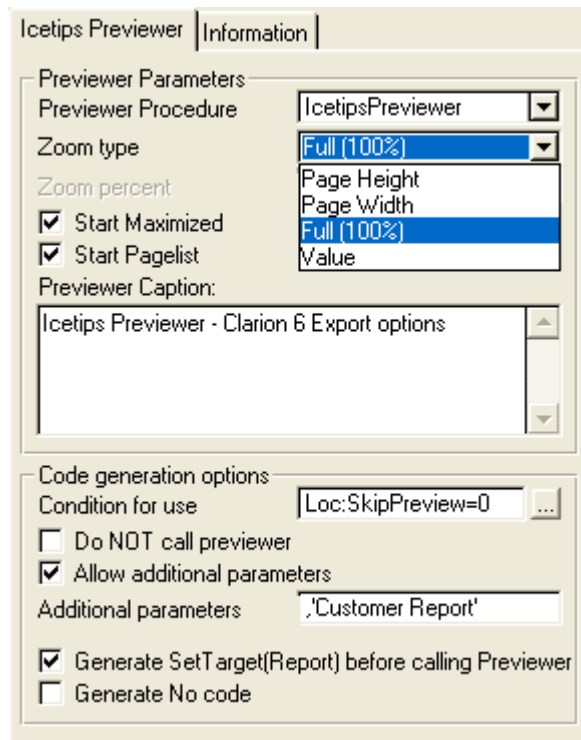 Icetips Previewer Information
Previewer Parameters
Previewer Procedure IcetipsPreviewer
Zoom type Full (100%)
Zoom percent Page Height
Page Width
Start Maximized Full (100%)
Start Pagelist Value
Previewer Caption:
Icetips Previewer - Clarion 6 Export options
Code generation options
Condition for use Loc:SkipPreview=0 ...
Do NOT call previewer
Allow additional parameters
Additional parameters ,'Customer Report'
Generate SetTarget(Report) before calling Previewer
Generate No code